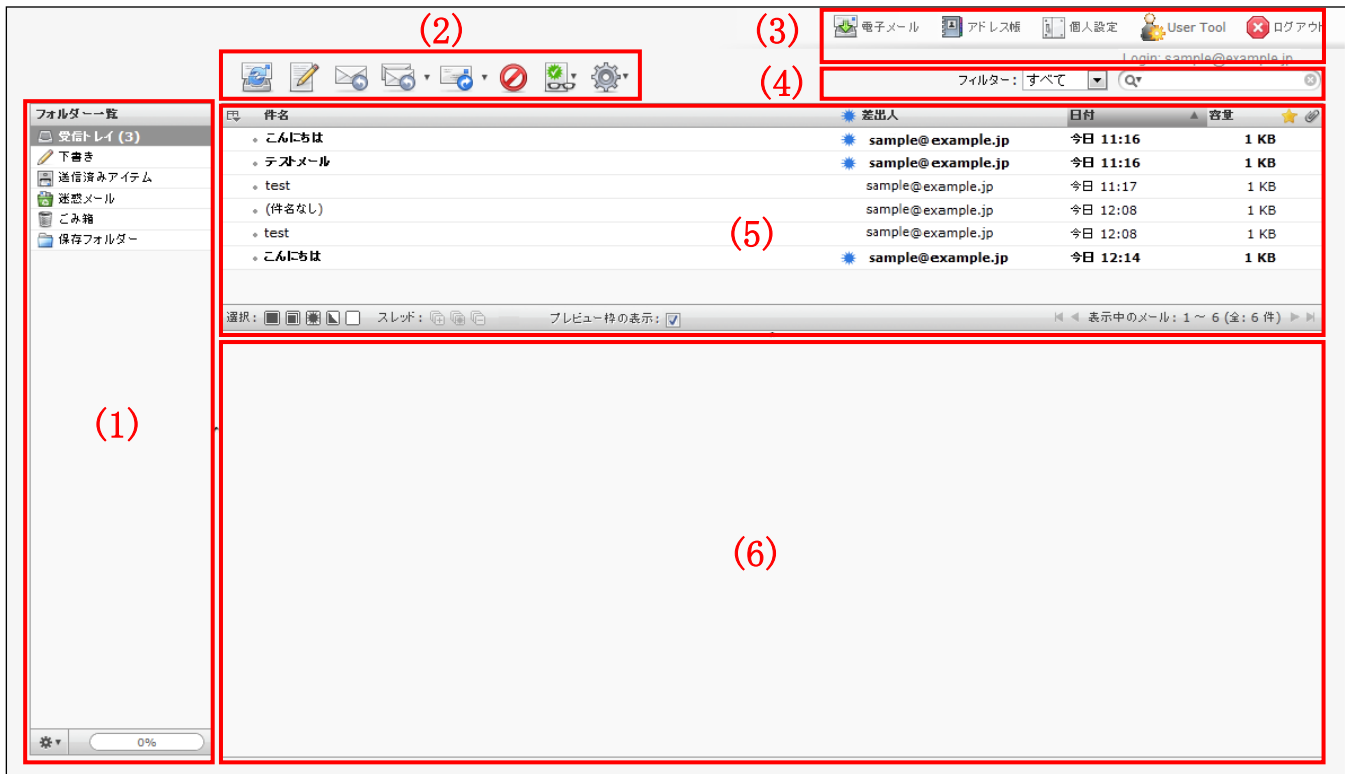 (2)
(3)
電子メール アドレス帳 個人設定 User Tool ログアウト
Login: sample@example.jp
(4)
フィルター: すべて
フォルダー一覧
受信トレイ (3)
下書き
送信済みアイテム
迷惑メール
ごみ箱
保存フォルダー
(1)
0%
件名 差出人 日付 容量
こんにちは sample@example.jp 今日 11:16 1 KB
テストメール sample@example.jp 今日 11:16 1 KB
test sample@example.jp 今日 11:17 1 KB
(件名なし) sample@example.jp 今日 12:08 1 KB
test sample@example.jp 今日 12:08 1 KB
こんにちは sample@example.jp 今日 12:14 1 KB
(5)
選択: スレッド: プレビュー枠の表示: 表示中のメール: 1 ~ 6 (全: 6 件)
(6)